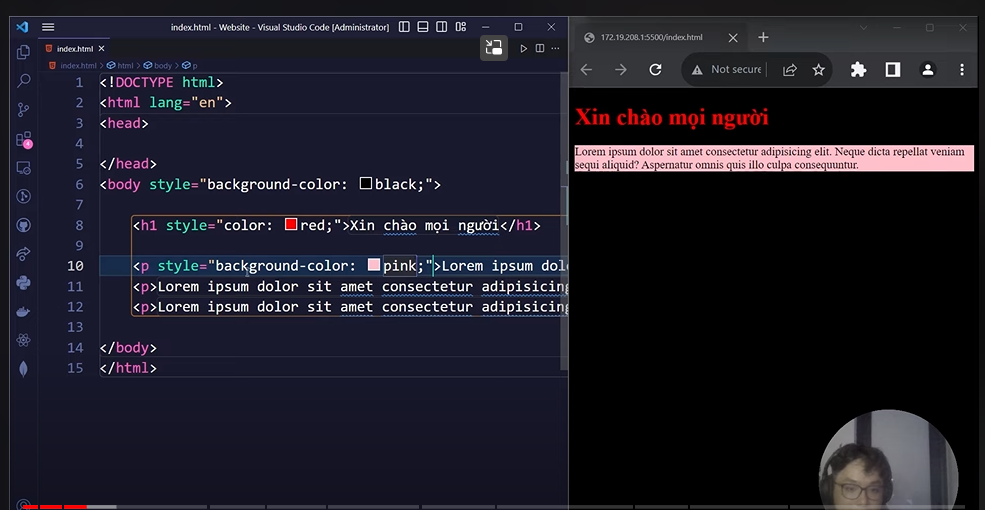 index.html - Website - Visual Studio Code [Administrator]
index.html
index.html > html > body > p
1 <!DOCTYPE html>
2 <html lang="en">
3 <head>
4
5 </head>
6 <body style="background-color: black;">
7
8 <h1 style="color: red;">Xin chào mọi người</h1>
9
10 <p style="background-color: pink;">Lorem ipsum dol
11 <p>Lorem ipsum dolor sit amet consectetur adipisicing
12 <p>Lorem ipsum dolor sit amet consectetur adipisicing
13
14 </body>
15 </html>
172.19.208.1:5500/index.html
Not secure
Xin chào mọi người
Lorem ipsum dolor sit amet consectetur adipisicing elit. Neque dicta repellat veniam
sequi aliquid? Aspernatur omnis quis illo culpa consequuntur.